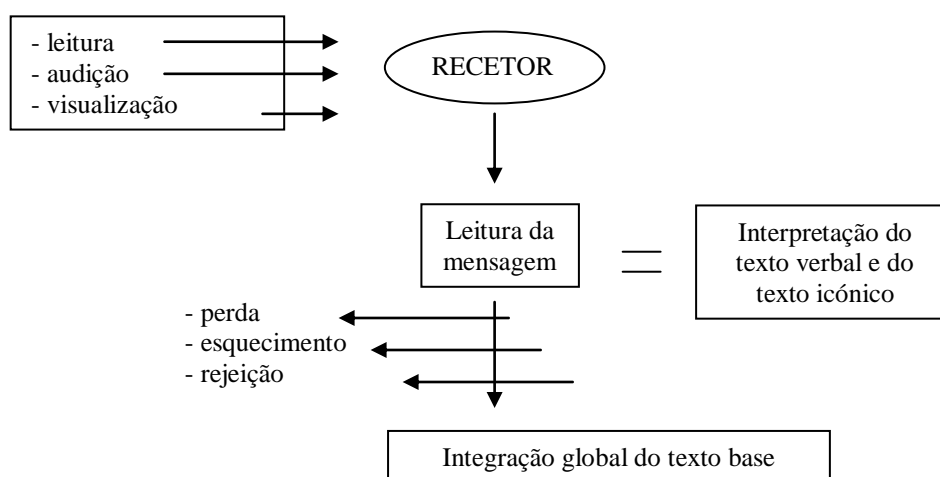 - leitura
- audição
- visualização
RECETOR
Leitura da
mensagem
Interpretação do
texto verbal e do
texto icónico
- perda
- esquecimento
- rejeição
Integração global do texto base